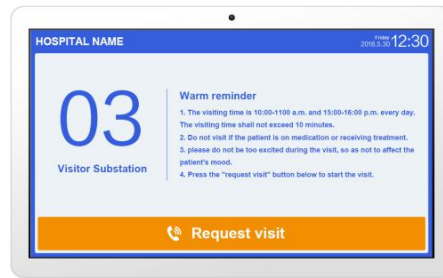 HOSPITAL NAME
Friday
2018.5.30 12:30
03
Visitor Substation
Warm reminder
1. The visiting time is 10:00-1100 a.m. and 15:00-16:00 p.m. every day.
The visiting time shall not exceed 10 minutes.
2. Do not visit if the patient is on medication or receiving treatment.
3. please do not be too excited during the visit, so as not to affect the
patient's mood.
4. Press the "request visit" button below to start the visit.
Request visit